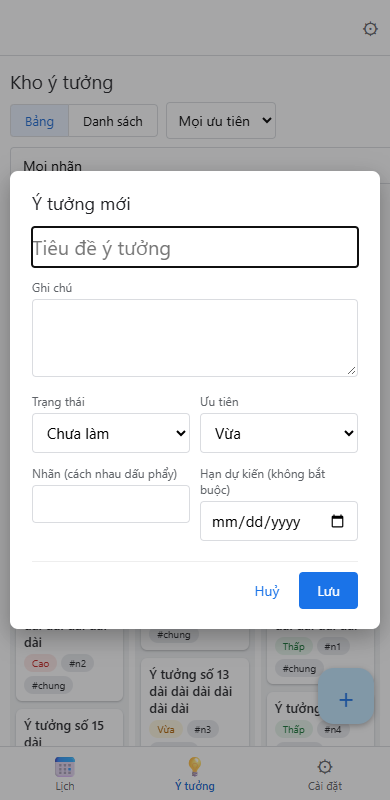 Kho ý tưởng
Bảng Danh sách Mọi ưu tiên
Mọi nhãn
Ý tưởng mới
Tiêu đề ý tưởng
Ghi chú
Trạng thái Ưu tiên
Chưa làm Vừa
Nhãn (cách nhau dấu phẩy) Hạn dự kiến (không bắt
buộc)
mm/dd/yyyy
Huỷ Lưu
dài
Cao #n2
#chung
Ý tưởng số 15
dài
#chung
Ý tưởng số 13
dài dài dài dài
dài dài
Vừa #n3
Thấp #n1
#chung
Ý tưởng
Thấp #n4
+
Lịch Ý tưởng Cài đặt